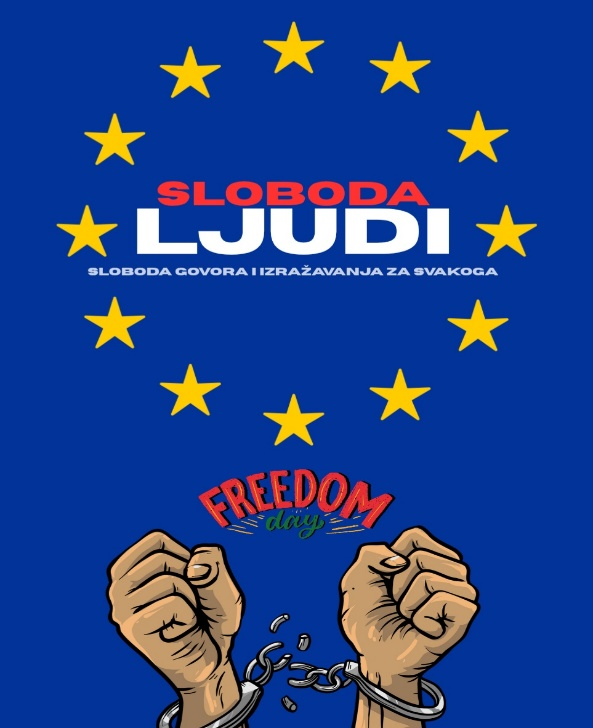 SLOBODA
LJUDI
SLOBODA GOVORA I IZRAŽAVANJA ZA SVAKOGA
FREEDOM
day